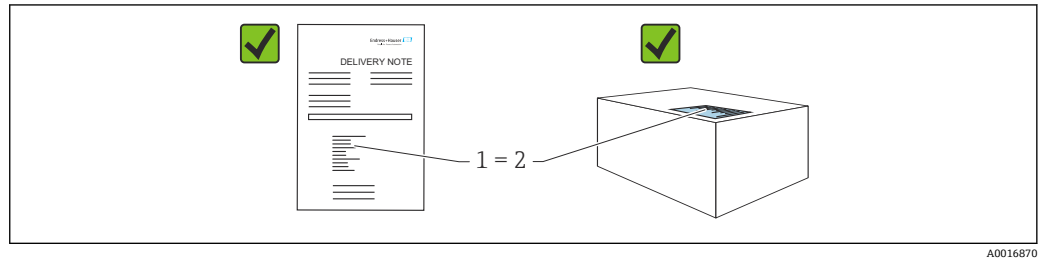 Endress+Hauser
DELIVERY NOTE
1 = 2
A0016870